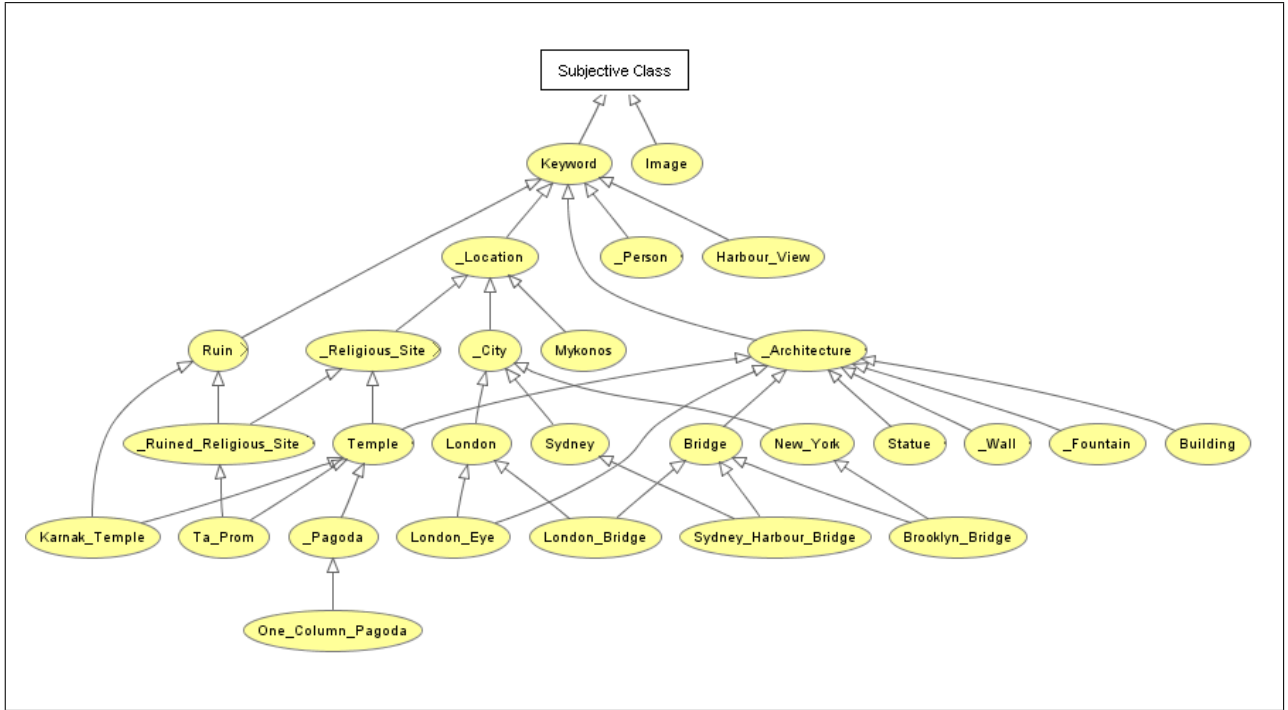 Subjective Class
Keyword
Image
_Location
_Person
Harbour_View
Ruin
_Religious_Site
_City
Mykonos
_Architecture
_Ruined_Religious_Site
Temple
London
Sydney
Bridge
New_York
Statue
_Wall
_Fountain
Building
Karnak_Temple
Ta_Prom
_Pagoda
London_Eye
London_Bridge
Sydney_Harbour_Bridge
Brooklyn_Bridge
One_Column_Pagoda